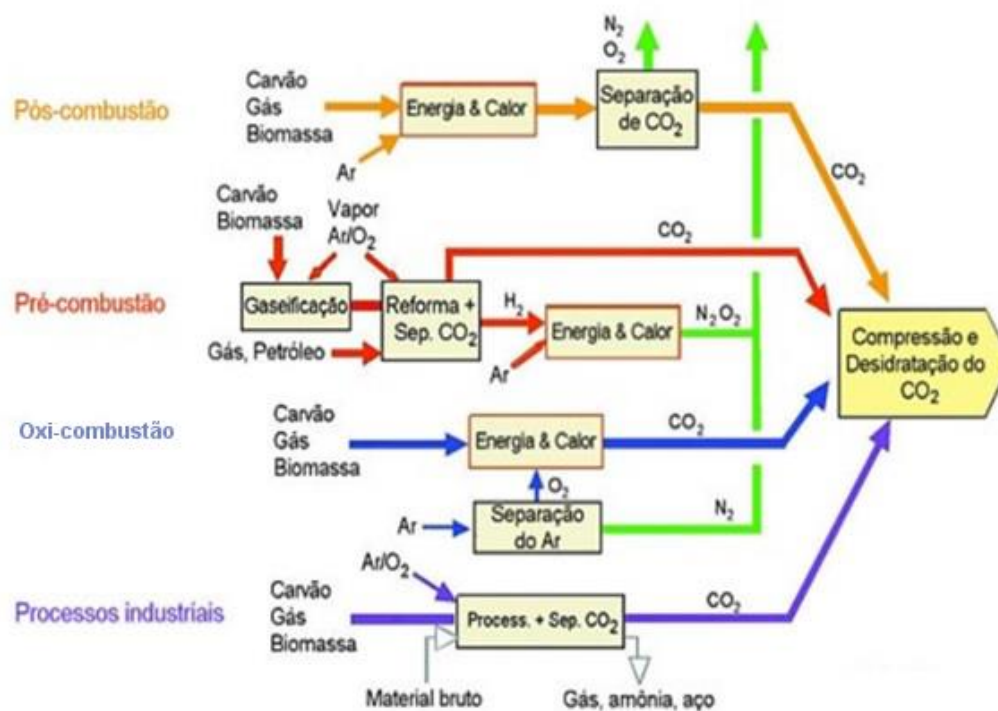 N₂
O₂
Pós-combustão
Carvão
Gás
Biomassa
Ar
Energia & Calor
Separação
de CO₂
CO₂
Pré-combustão
Carvão
Biomassa
Vapor
Ar/O₂
Gaseificação
Gás, Petróleo
Reforma +
Sep. CO₂
CO₂
H₂
Ar
Energia & Calor
N₂O₂
Compressão e
Desidratação do
CO₂
Oxi-combustão
Carvão
Gás
Biomassa
Energia & Calor
CO₂
O₂
Ar
Separação
do Ar
N₂
Processos industriais
Ar/O₂
Carvão
Gás
Biomassa
Process. + Sep. CO₂
CO₂
Material bruto
Gás, amônia, aço